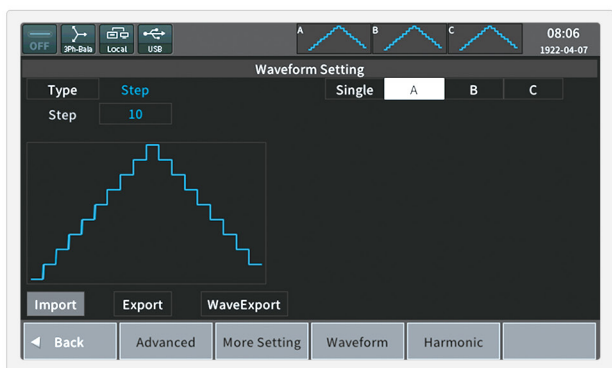 OFF 3Ph-Bala Local USB A B C 08:06
1922-04-07
Waveform Setting
Type Step Single A B C
Step 10
Import Export WaveExport
Back Advanced More Setting Waveform Harmonic